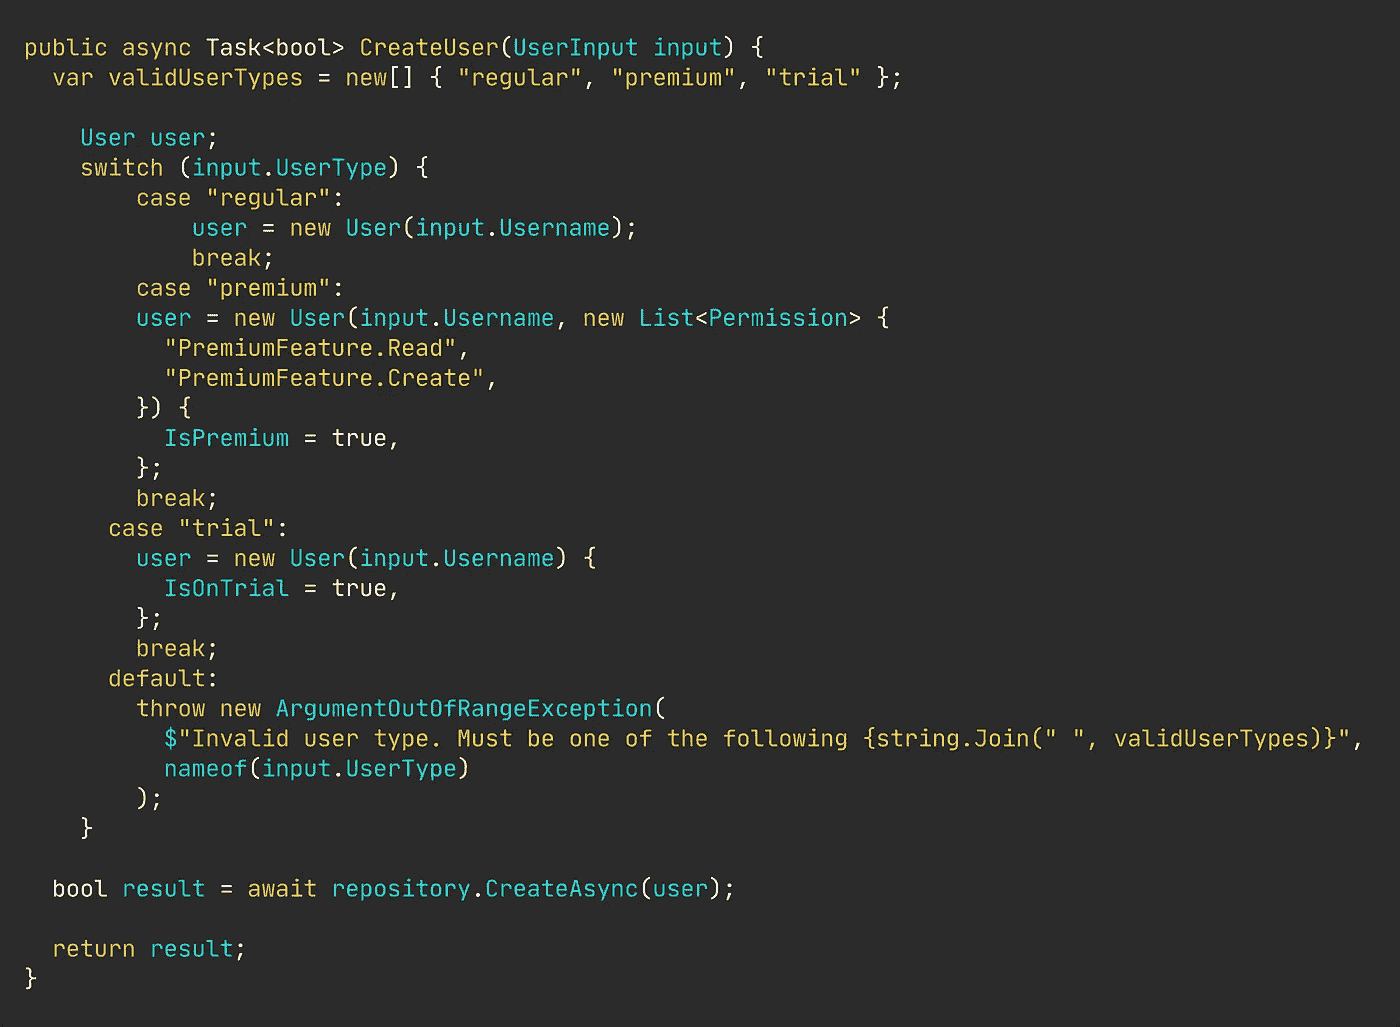 public async Task<bool> CreateUser(UserInput input) {
  var validUserTypes = new[] { "regular", "premium", "trial" };

    User user;
    switch (input.UserType) {
        case "regular":
            user = new User(input.Username);
            break;
        case "premium":
        user = new User(input.Username, new List<Permission> {
          "PremiumFeature.Read",
          "PremiumFeature.Create",
        }) {
          IsPremium = true,
        };
        break;
      case "trial":
        user = new User(input.Username) {
          IsOnTrial = true,
        };
        break;
      default:
        throw new ArgumentOutOfRangeException(
          $"Invalid user type. Must be one of the following {string.Join(" ", validUserTypes)}",
          nameof(input.UserType)
        );
    }

  bool result = await repository.CreateAsync(user);

  return result;
}